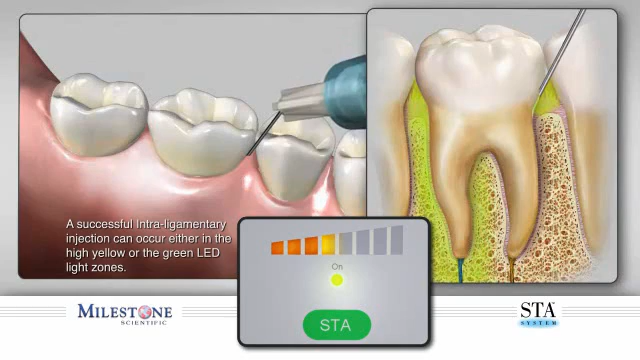 A successful Intra-ligamentary
injection can occur either in the
high yellow or the green LED
light zones.
On
STA
MILESTONE
SCIENTIFIC
STA
SYSTEM